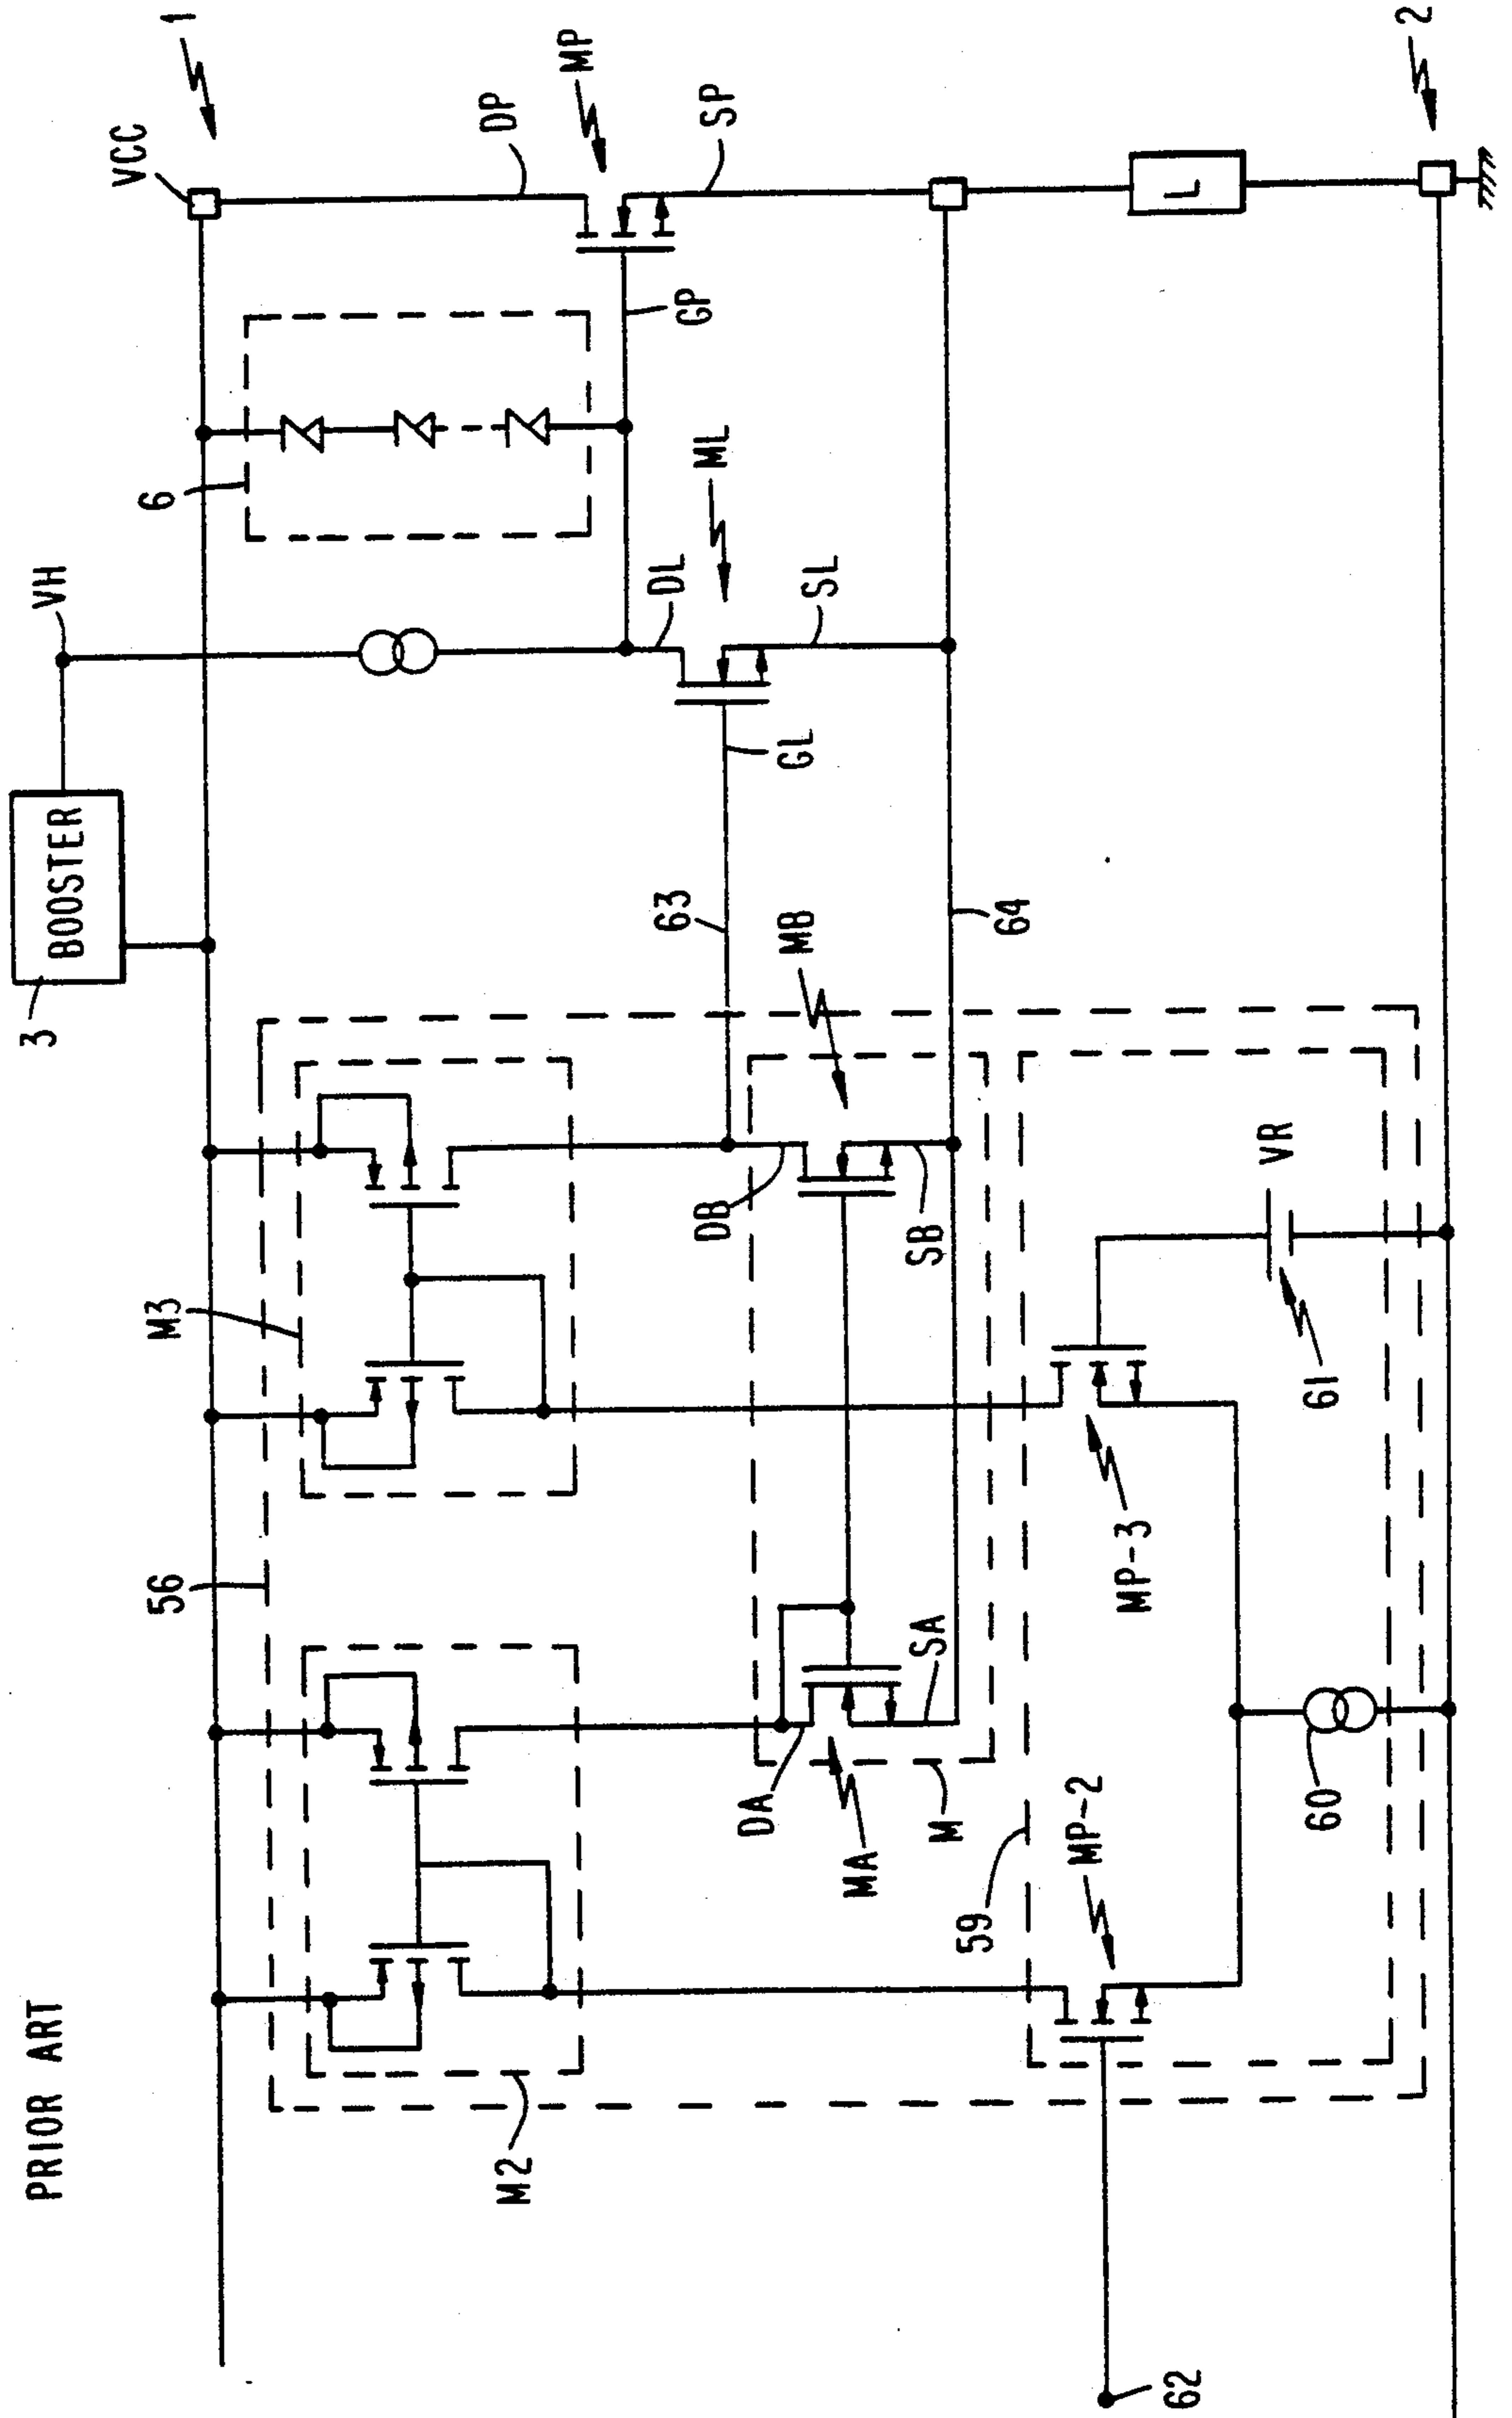 PRIOR ART
3
BOOSTER
VH
VCC
1
6
DP
MP
SP
GP
ML
DL
SL
GL
63
64
MB
56
M3
M2
DB
SB
DA
SA
MA
M
59
MP-2
MP-3
60
61
VR
62
L
2